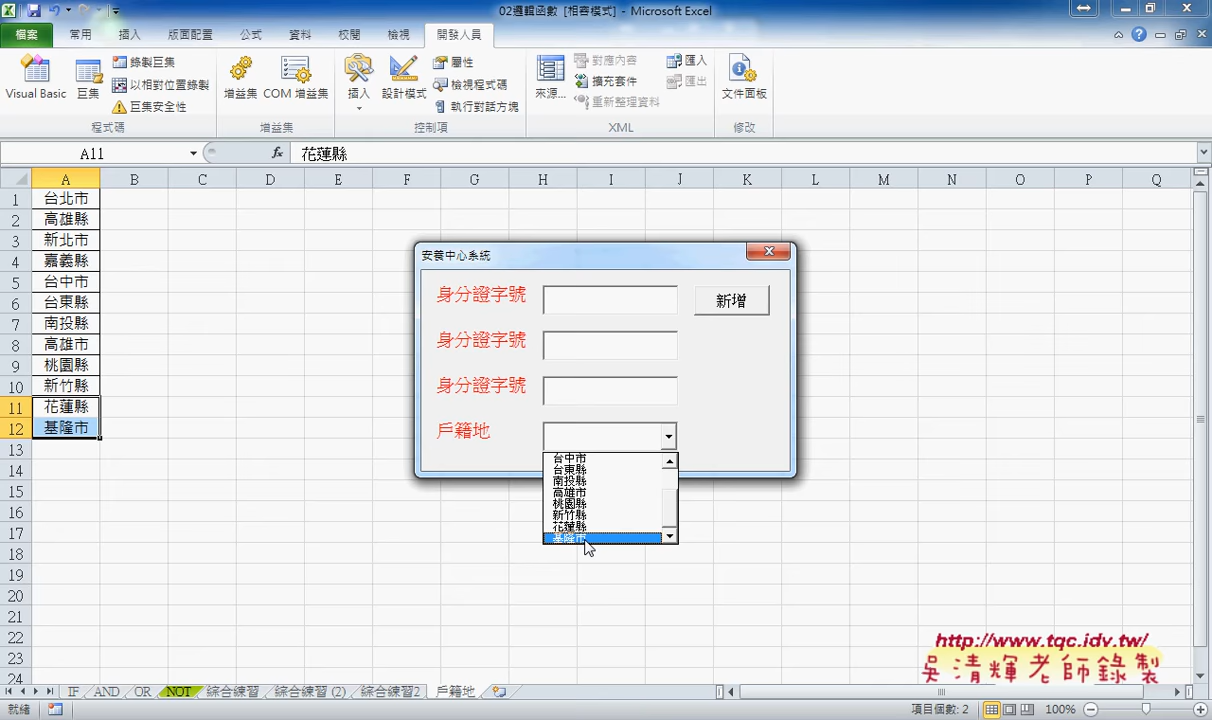 02邏輯函數 [相容模式] - Microsoft Excel
檔案 常用 插入 版面配置 公式 資料 校閱 檢視 開發人員
Visual Basic 巨集 錄製巨集 以相對位置錄製 巨集安全性 增益集 COM 增益集 插入 設計模式 屬性 檢視程式碼 執行對話方塊 來源... 對應內容 擴充套件 重新整理資料 匯入 匯出 文件面板
程式碼 增益集 控制項 XML 修改
A11 fx 花蓮縣
A B C D E F G H I J K L M N O P Q
1 台北市
2 高雄縣
3 新北市
4 嘉義縣
5 台中市
6 台東縣
7 南投縣
8 高雄市
9 桃園縣
10 新竹縣
11 花蓮縣
12 基隆市
13
14
15
16
17
18
19
20
21
22
23
24
安養中心系統
身分證字號 新增
身分證字號
身分證字號
戶籍地
台中市
台東縣
南投縣
高雄市
桃園縣
新竹縣
花蓮縣
基隆市
http://www.tqc.idv.tw/
吳清輝老師錄製
IF AND OR NOT 綜合練習 綜合練習 (2) 綜合練習2 戶籍地
就緒 項目個數: 2 100%